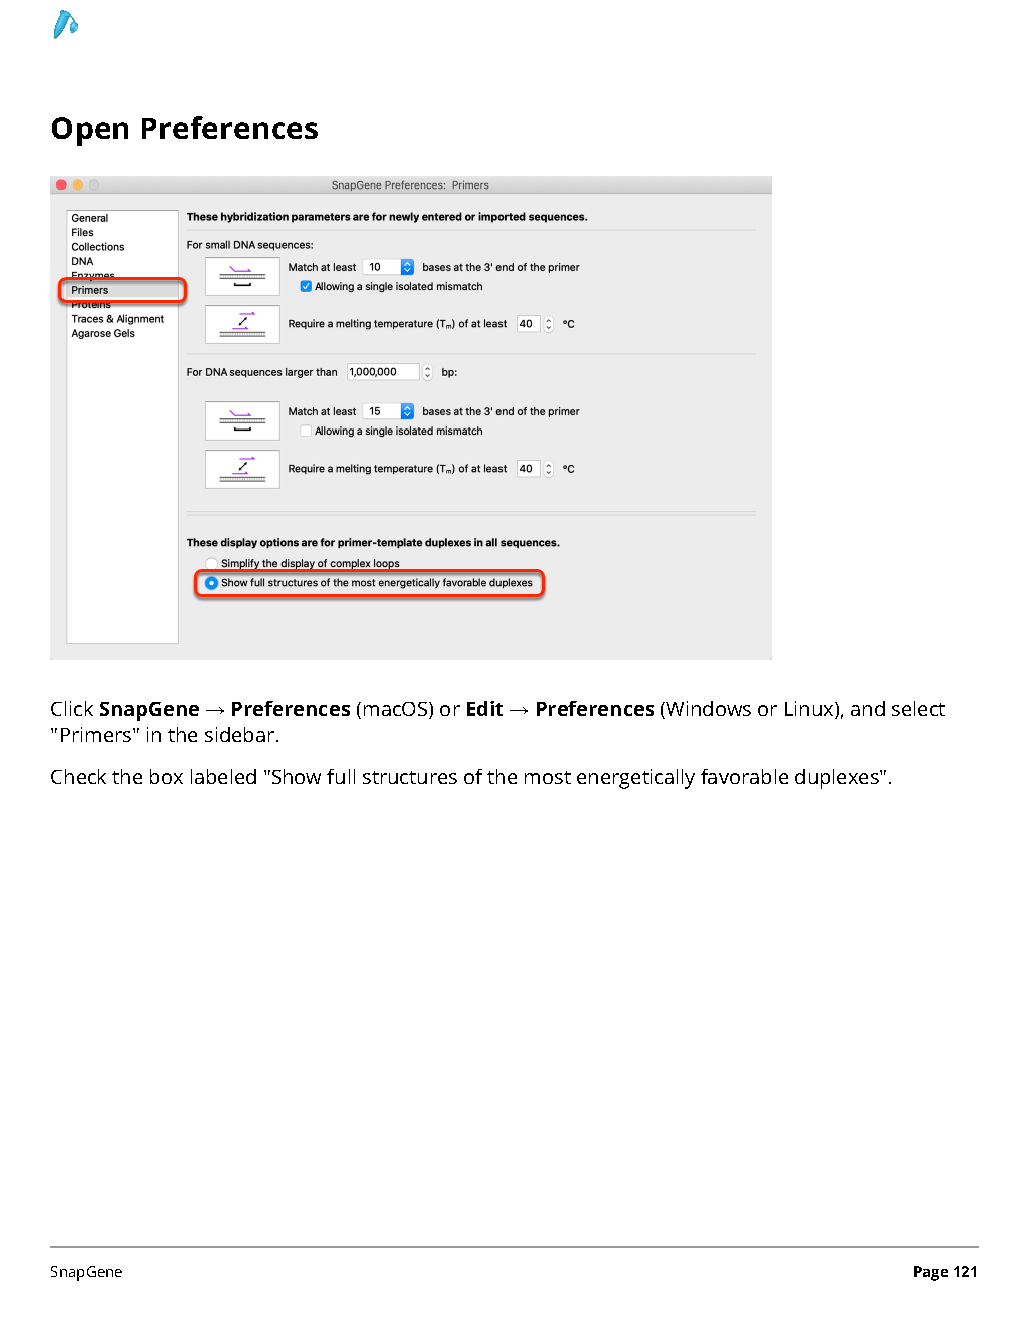 Open Preferences
SnapGene Preferences: Primers
General
Files
Collections
DNA
Enzymes
Primers
Proteins
Traces & Alignment
Agarose Gels
These hybridization parameters are for newly entered or imported sequences.
For small DNA sequences:
Match at least 10 bases at the 3' end of the primer
Allowing a single isolated mismatch
Require a melting temperature (Tm) of at least 40 °C
For DNA sequences larger than 1,000,000 bp:
Match at least 15 bases at the 3' end of the primer
Allowing a single isolated mismatch
Require a melting temperature (Tm) of at least 40 °C
These display options are for primer-template duplexes in all sequences.
Simplify the display of complex loops
Show full structures of the most energetically favorable duplexes
Click SnapGene → Preferences (macOS) or Edit → Preferences (Windows or Linux), and select
"Primers" in the sidebar.
Check the box labeled "Show full structures of the most energetically favorable duplexes".
SnapGene Page 121